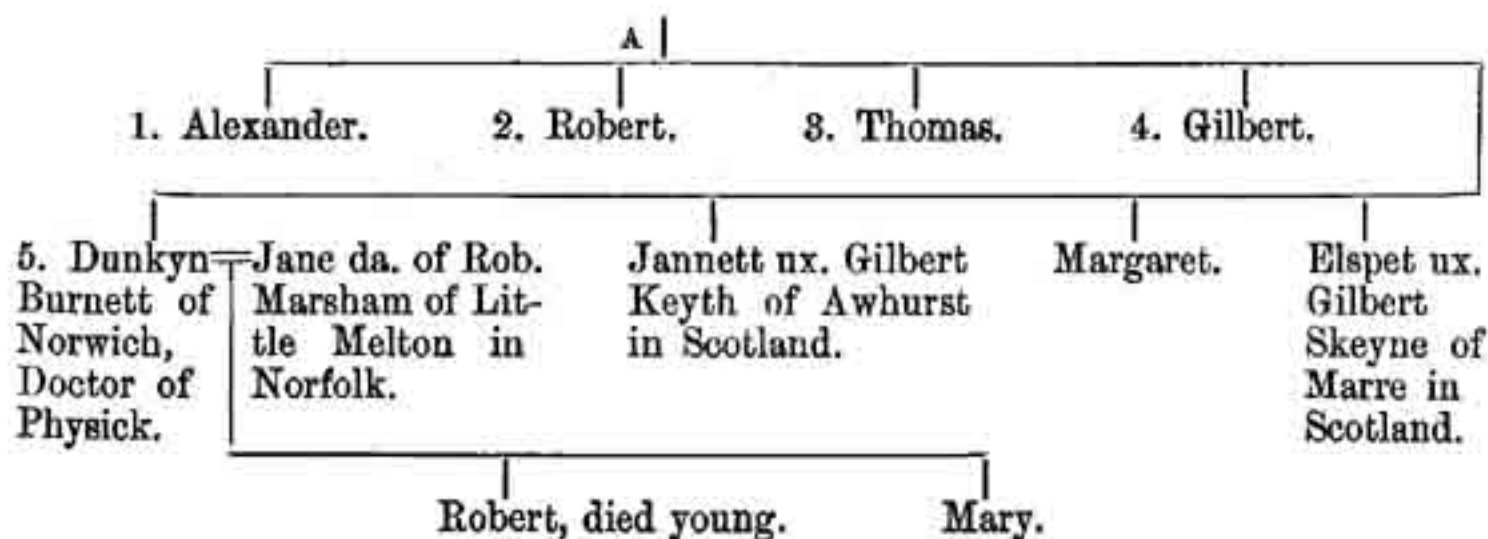 A
1. Alexander. 2. Robert. 3. Thomas. 4. Gilbert.
5. Dunkyn
Burnett of
Norwich,
Doctor of
Physick.
Jane da. of Rob.
Marsham of Lit-
tle Melton in
Norfolk.
Jannett ux. Gilbert
Keyth of Awhurst
in Scotland.
Margaret.
Elspet ux.
Gilbert
Skeyne of
Marre in
Scotland.
Robert, died young. Mary.